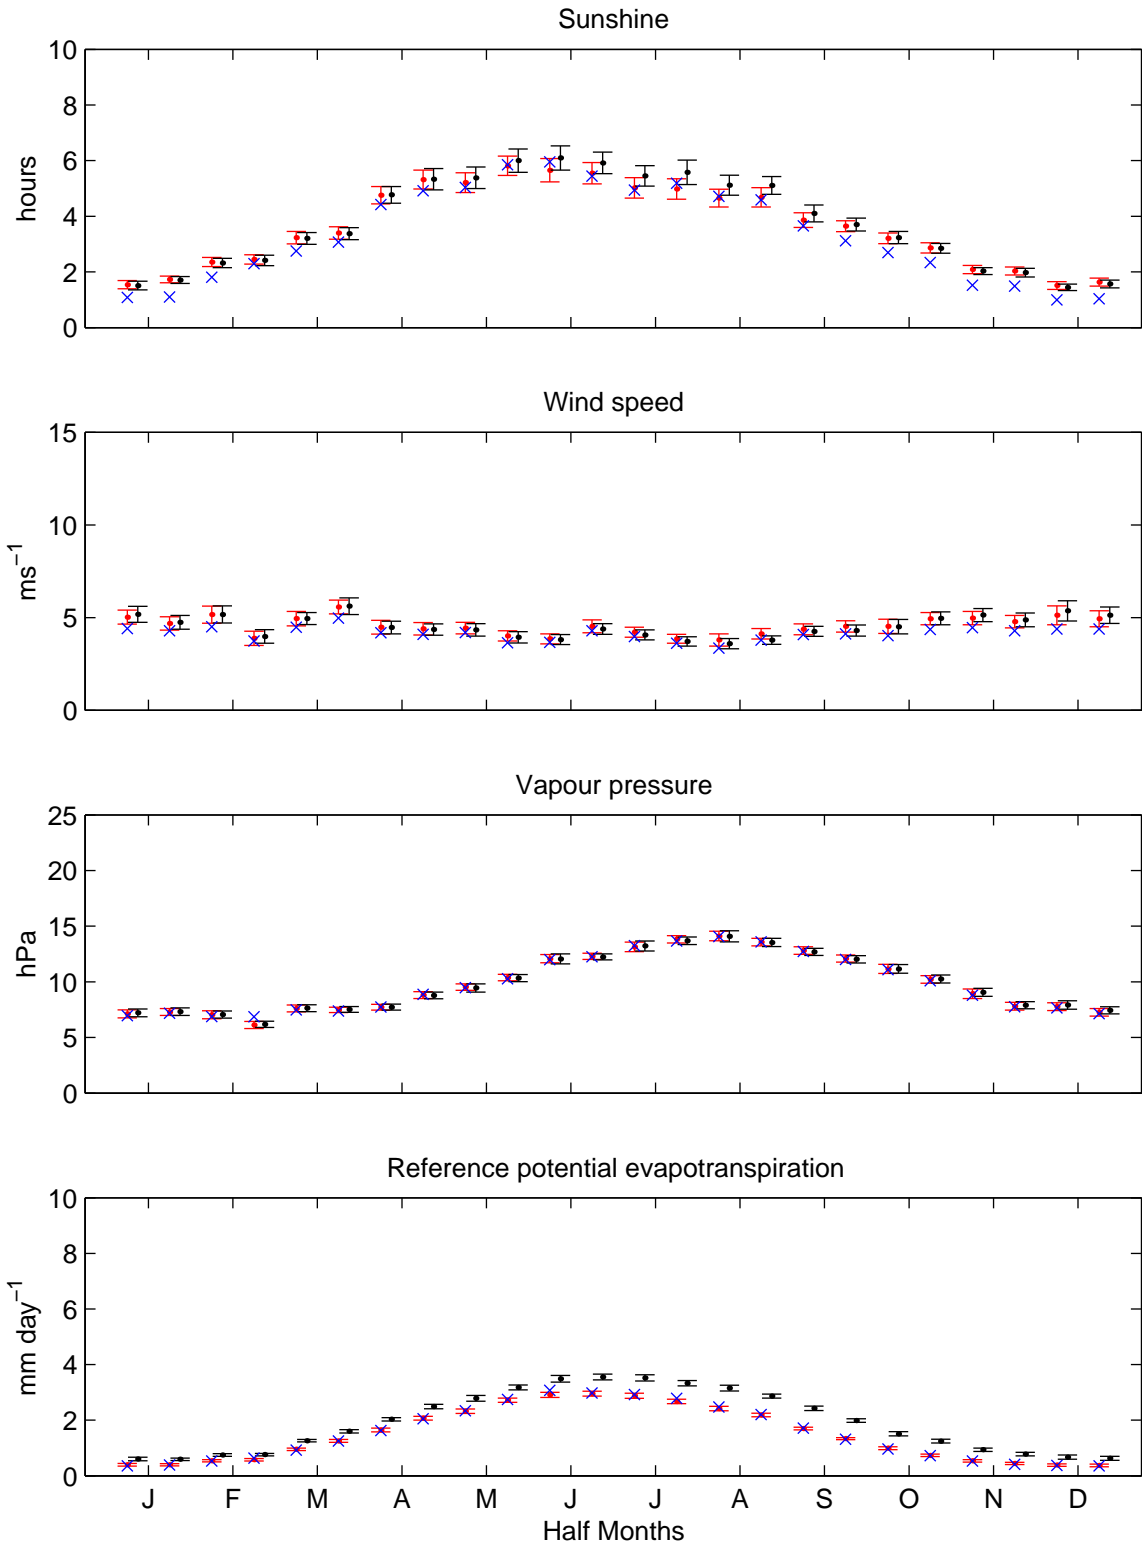 Sunshine
10
8
6
4
2
0
hours
Wind speed
15
10
5
0
ms⁻¹
Vapour pressure
25
20
15
10
5
0
hPa
Reference potential evapotranspiration
10
8
6
4
2
0
mm day⁻¹
J F M A M J J A S O N D
Half Months